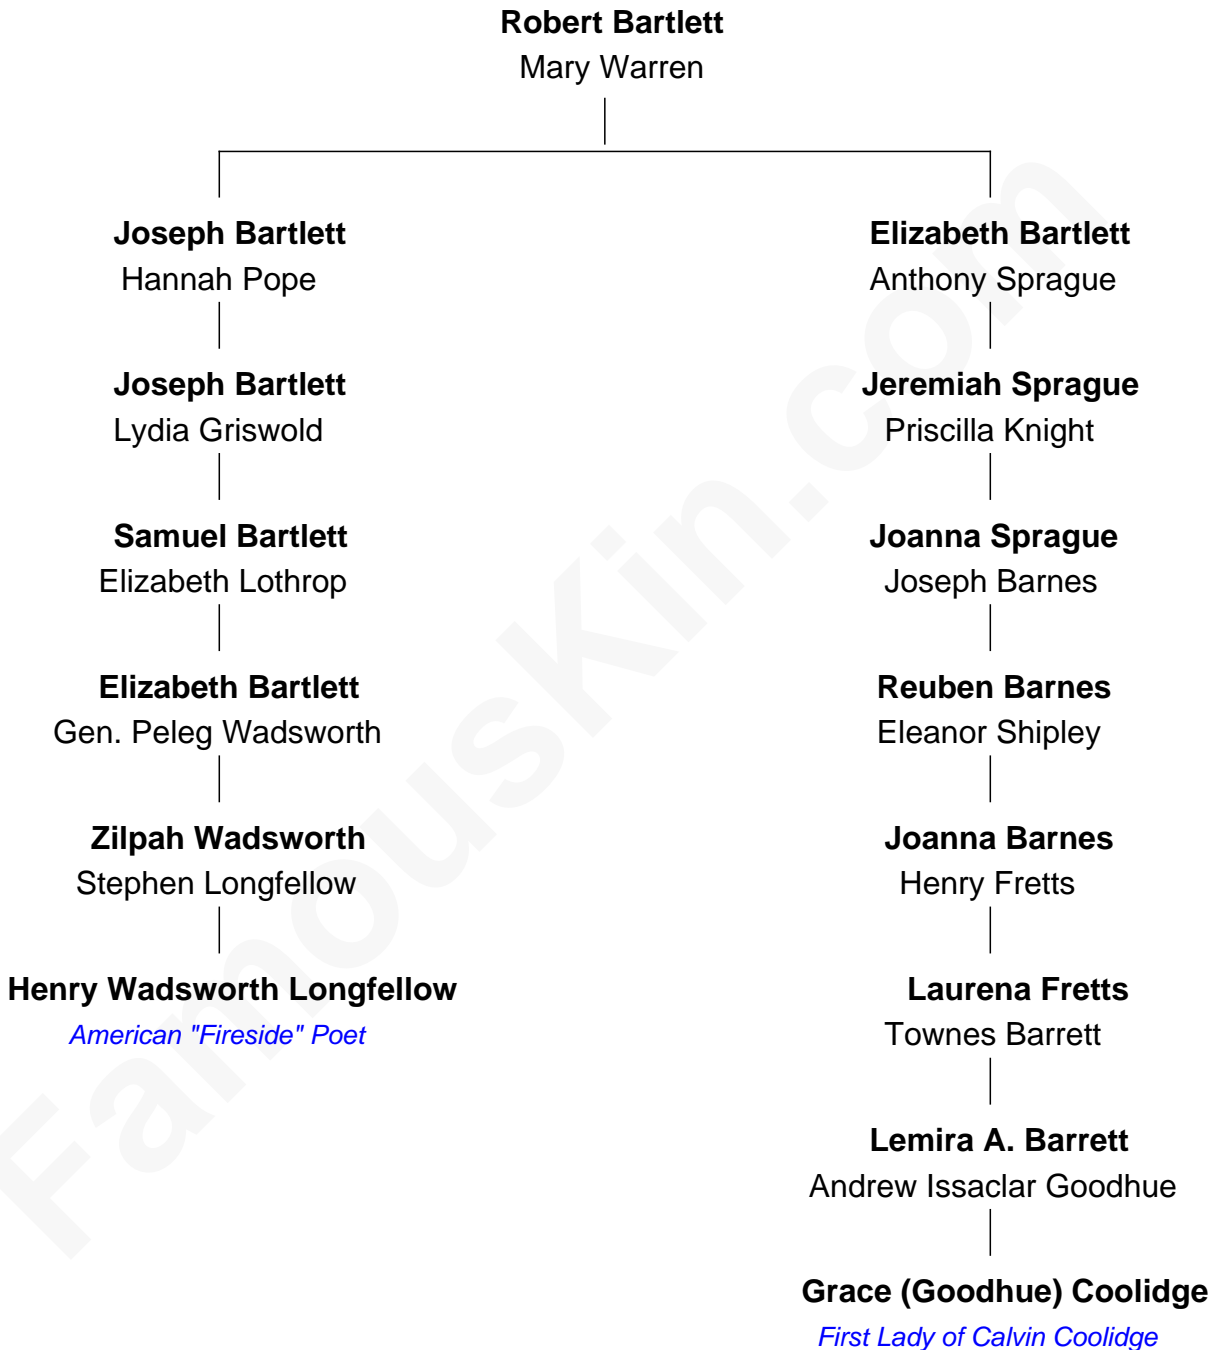 Robert Bartlett
Mary Warren
Joseph Bartlett
Hannah Pope
Joseph Bartlett
Lydia Griswold
Samuel Bartlett
Elizabeth Lothrop
Elizabeth Bartlett
Gen. Peleg Wadsworth
Zilpah Wadsworth
Stephen Longfellow
Henry Wadsworth Longfellow
American "Fireside" Poet
Elizabeth Bartlett
Anthony Sprague
Jeremiah Sprague
Priscilla Knight
Joanna Sprague
Joseph Barnes
Reuben Barnes
Eleanor Shipley
Joanna Barnes
Henry Fretts
Laurena Fretts
Townes Barrett
Lemira A. Barrett
Andrew Issaclar Goodhue
Grace (Goodhue) Coolidge
First Lady of Calvin Coolidge
FamousKin.com